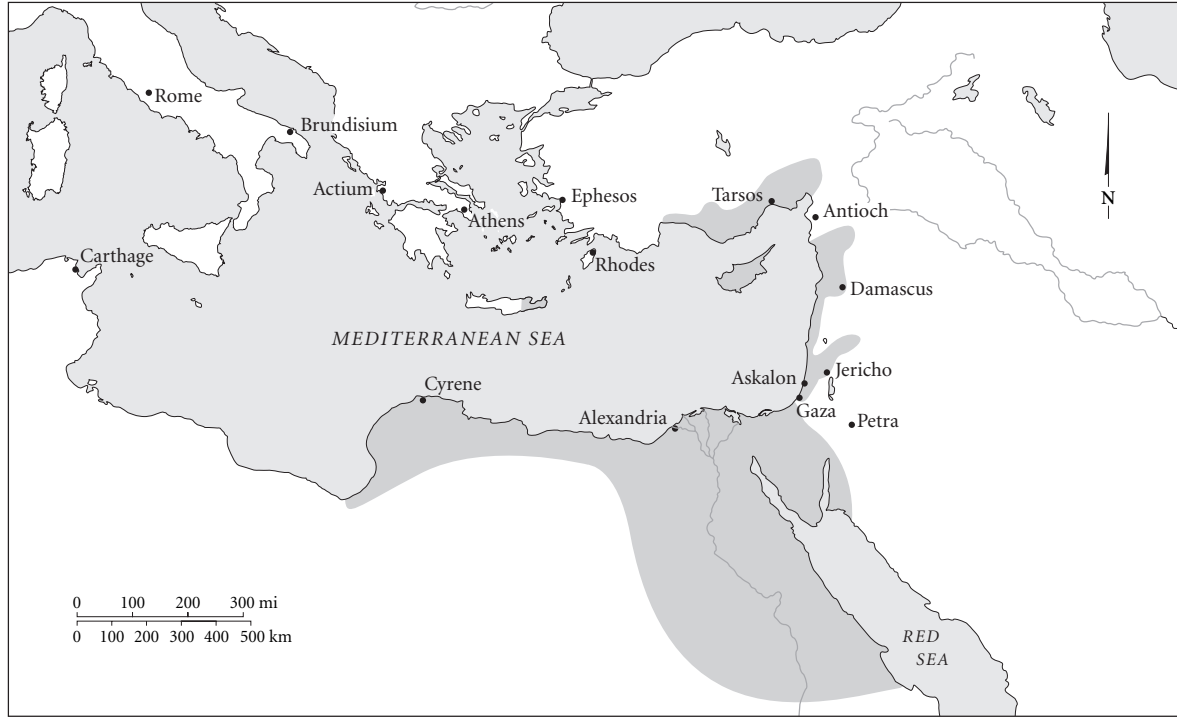 Rome
Brundisium
Actium
Ephesos
Tarsos
N
Athens
Antioch
Carthage
Rhodes
Damascus
MEDITERRANEAN SEA
Jericho
Askalon
Cyrene
Gaza
Alexandria
Petra
0 100 200 300 mi
0 100 200 300 400 500 km
RED
SEA